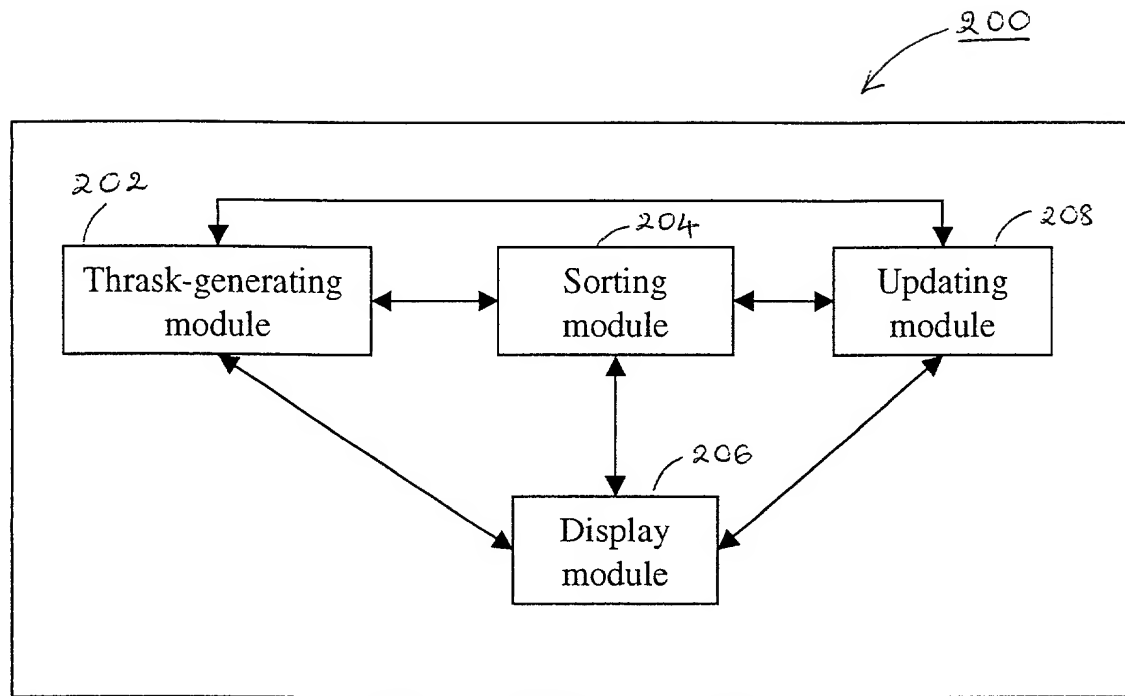 200
202
204
208
Thrask-generating
module
Sorting
module
Updating
module
206
Display
module